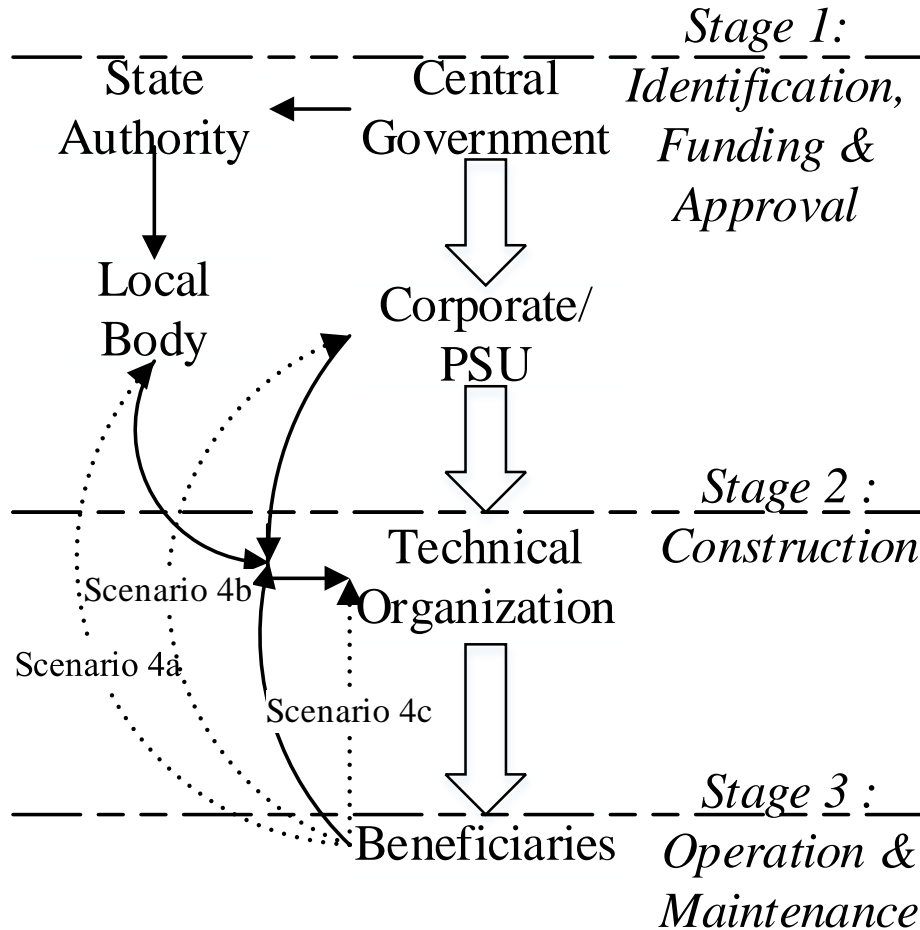 Stage 1:
Identification,
Funding &
Approval
State
Authority
Central
Government
Local
Body
Corporate/
PSU
Stage 2 :
Construction
Technical
Organization
Scenario 4b
Scenario 4a
Scenario 4c
Stage 3 :
Operation &
Maintenance
Beneficiaries